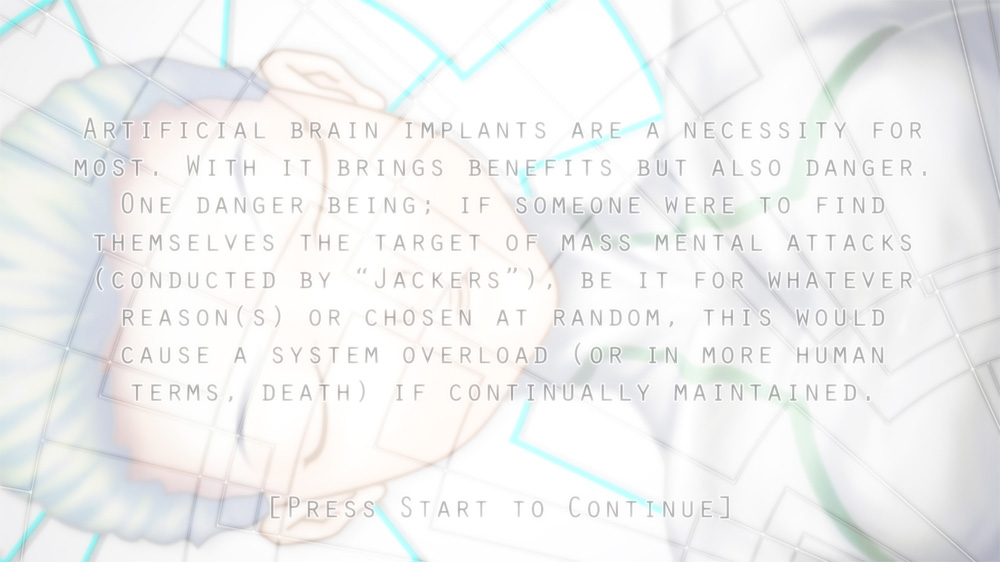 Artificial brain implants are a necessity for
most. With it brings benefits but also danger.
One danger being; if someone were to find
themselves the target of mass mental attacks
(conducted by “Jackers”), be it for whatever
reason(s) or chosen at random, this would
cause a system overload (or in more human
terms, death) if continually maintained.
[Press Start to Continue]